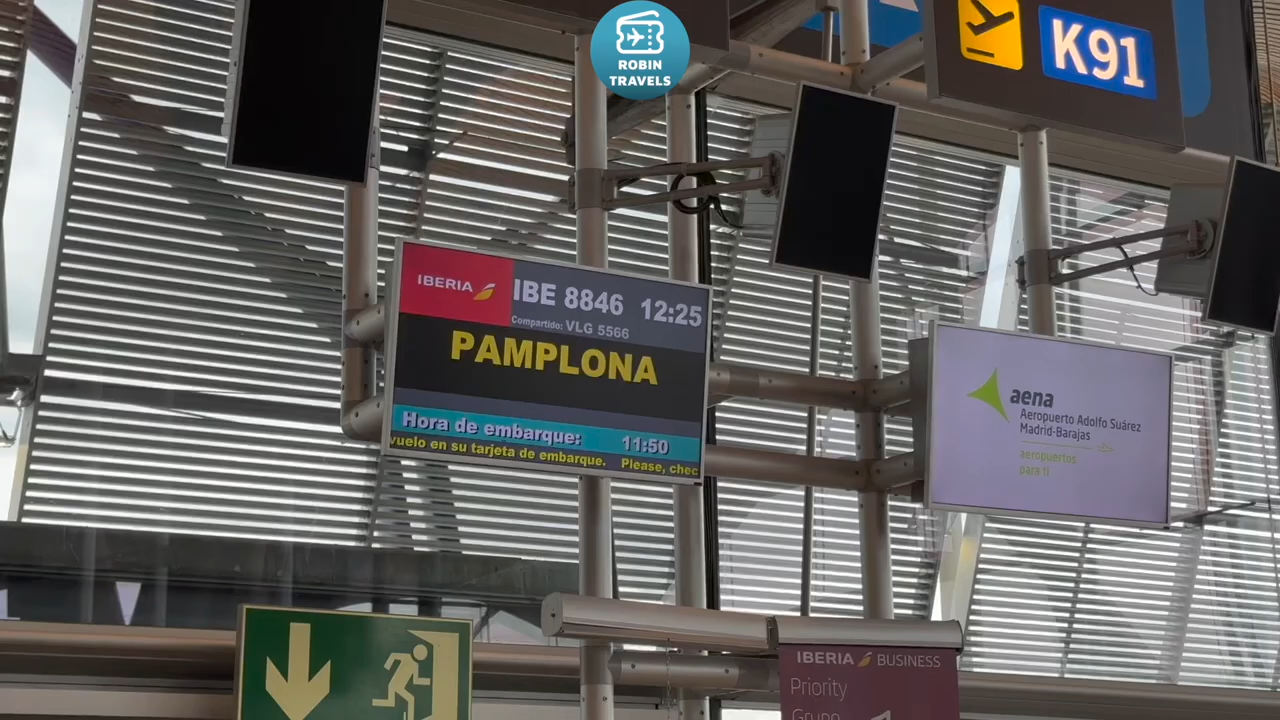 ROBIN
TRAVELS
K91
IBERIA
IBE 8846 12:25
Compartido: VLG 5566
PAMPLONA
Hora de embarque: 11:50
vuelo en su tarjeta de embarque. Please, chec
aena
Aeropuerto Adolfo Suárez
Madrid-Barajas
aeropuertos
para ti
IBERIA BUSINESS
Priority
Grupo